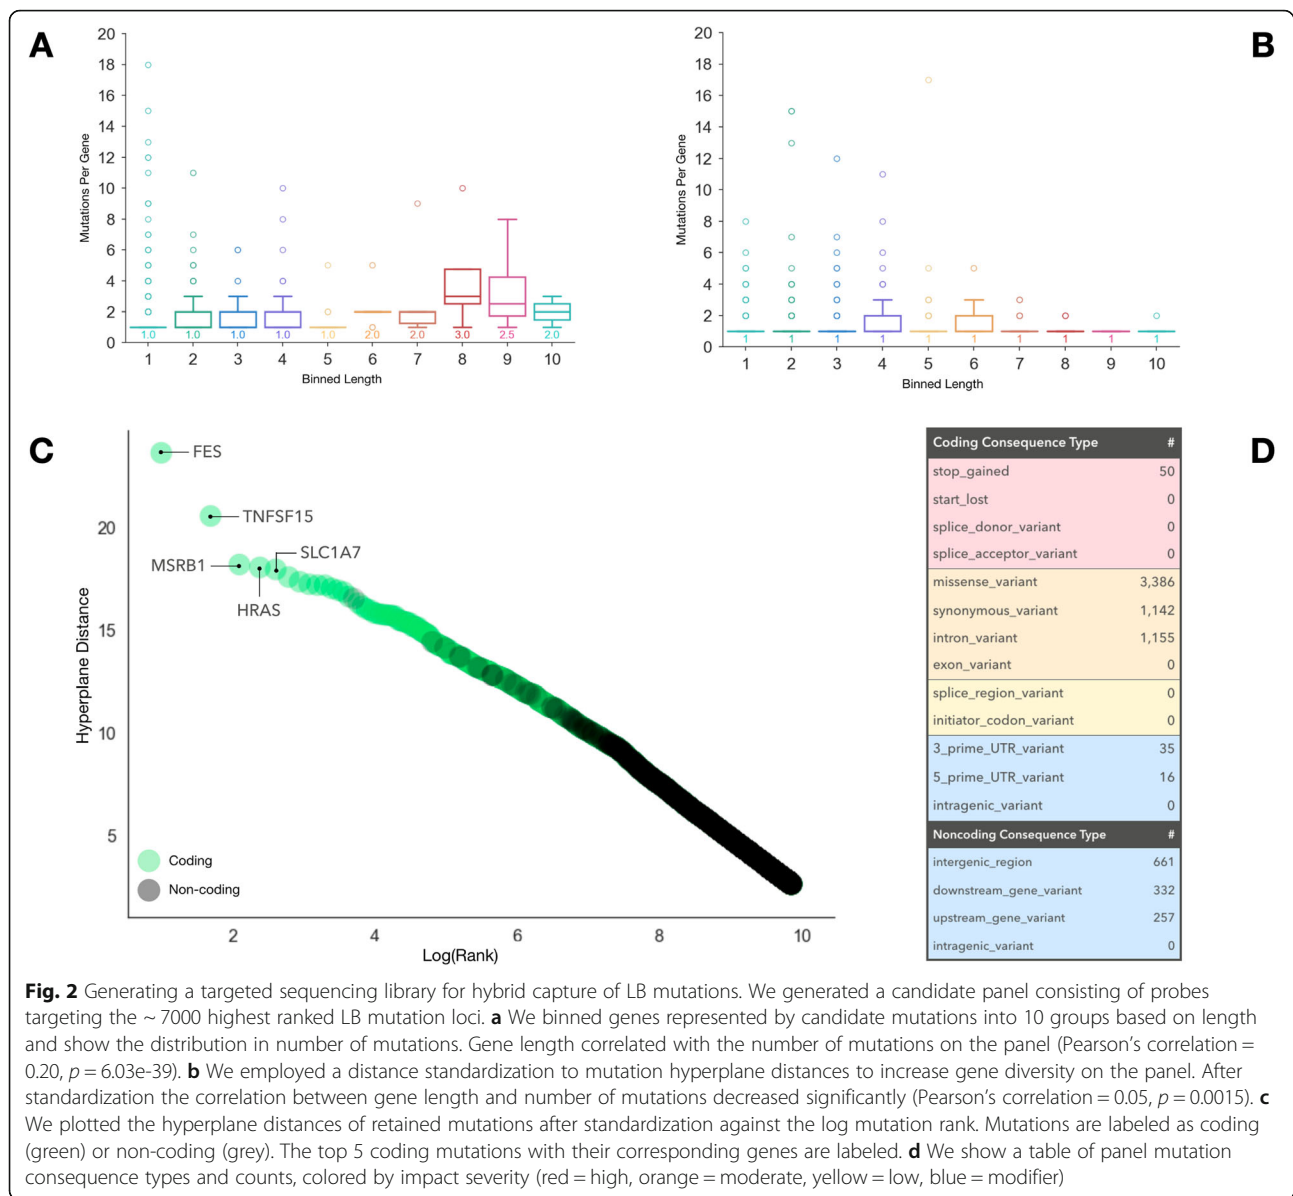 A
20
18
16
14
12
10
8
6
4
2
0
Mutations Per Gene
1.0 1.0 1.0 1.0 1.0 2.0 2.0 3.0 2.5 2.0
1 2 3 4 5 6 7 8 9 10
Binned Length
B
20
18
16
14
12
10
8
6
4
2
0
Mutations Per Gene
1 1 1 1 1 1 1 1 1 1
1 2 3 4 5 6 7 8 9 10
Binned Length
C
FES
TNFSF15
SLC1A7
MSRB1
HRAS
Hyperplane Distance
20
15
10
5
Coding
Non-coding
2 4 6 8 10
Log(Rank)
D
Coding Consequence Type #
stop_gained 50
start_lost 0
splice_donor_variant 0
splice_acceptor_variant 0
missense_variant 3,386
synonymous_variant 1,142
intron_variant 1,155
exon_variant 0
splice_region_variant 0
initiator_codon_variant 0
3_prime_UTR_variant 35
5_prime_UTR_variant 16
intragenic_variant 0
Noncoding Consequence Type #
intergenic_region 661
downstream_gene_variant 332
upstream_gene_variant 257
intragenic_variant 0
Fig. 2 Generating a targeted sequencing library for hybrid capture of LB mutations. We generated a candidate panel consisting of probes
targeting the ~ 7000 highest ranked LB mutation loci. a We binned genes represented by candidate mutations into 10 groups based on length
and show the distribution in number of mutations. Gene length correlated with the number of mutations on the panel (Pearson's correlation =
0.20, p = 6.03e-39). b We employed a distance standardization to mutation hyperplane distances to increase gene diversity on the panel. After
standardization the correlation between gene length and number of mutations decreased significantly (Pearson's correlation = 0.05, p = 0.0015). c
We plotted the hyperplane distances of retained mutations after standardization against the log mutation rank. Mutations are labeled as coding
(green) or non-coding (grey). The top 5 coding mutations with their corresponding genes are labeled. d We show a table of panel mutation
consequence types and counts, colored by impact severity (red = high, orange = moderate, yellow = low, blue = modifier)